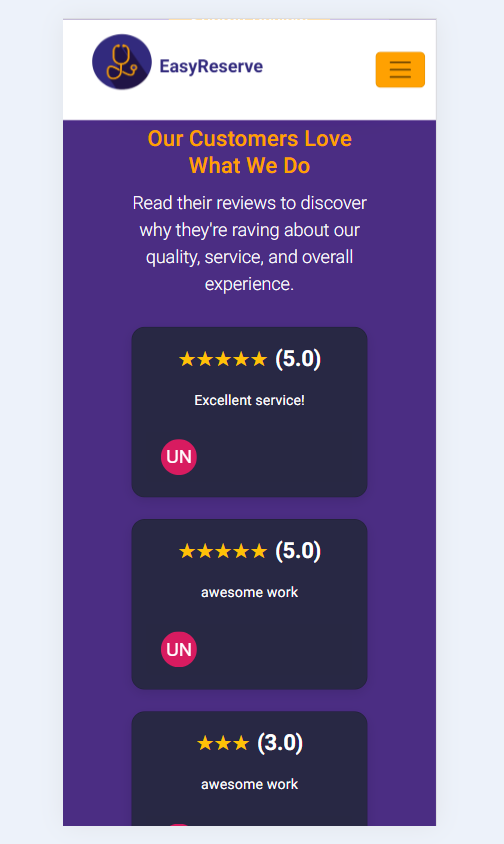 EasyReserve
Our Customers Love
What We Do
Read their reviews to discover
why they're raving about our
quality, service, and overall
experience.
★★★★★ (5.0)
Excellent service!
UN
★★★★★ (5.0)
awesome work
UN
★★★ (3.0)
awesome work